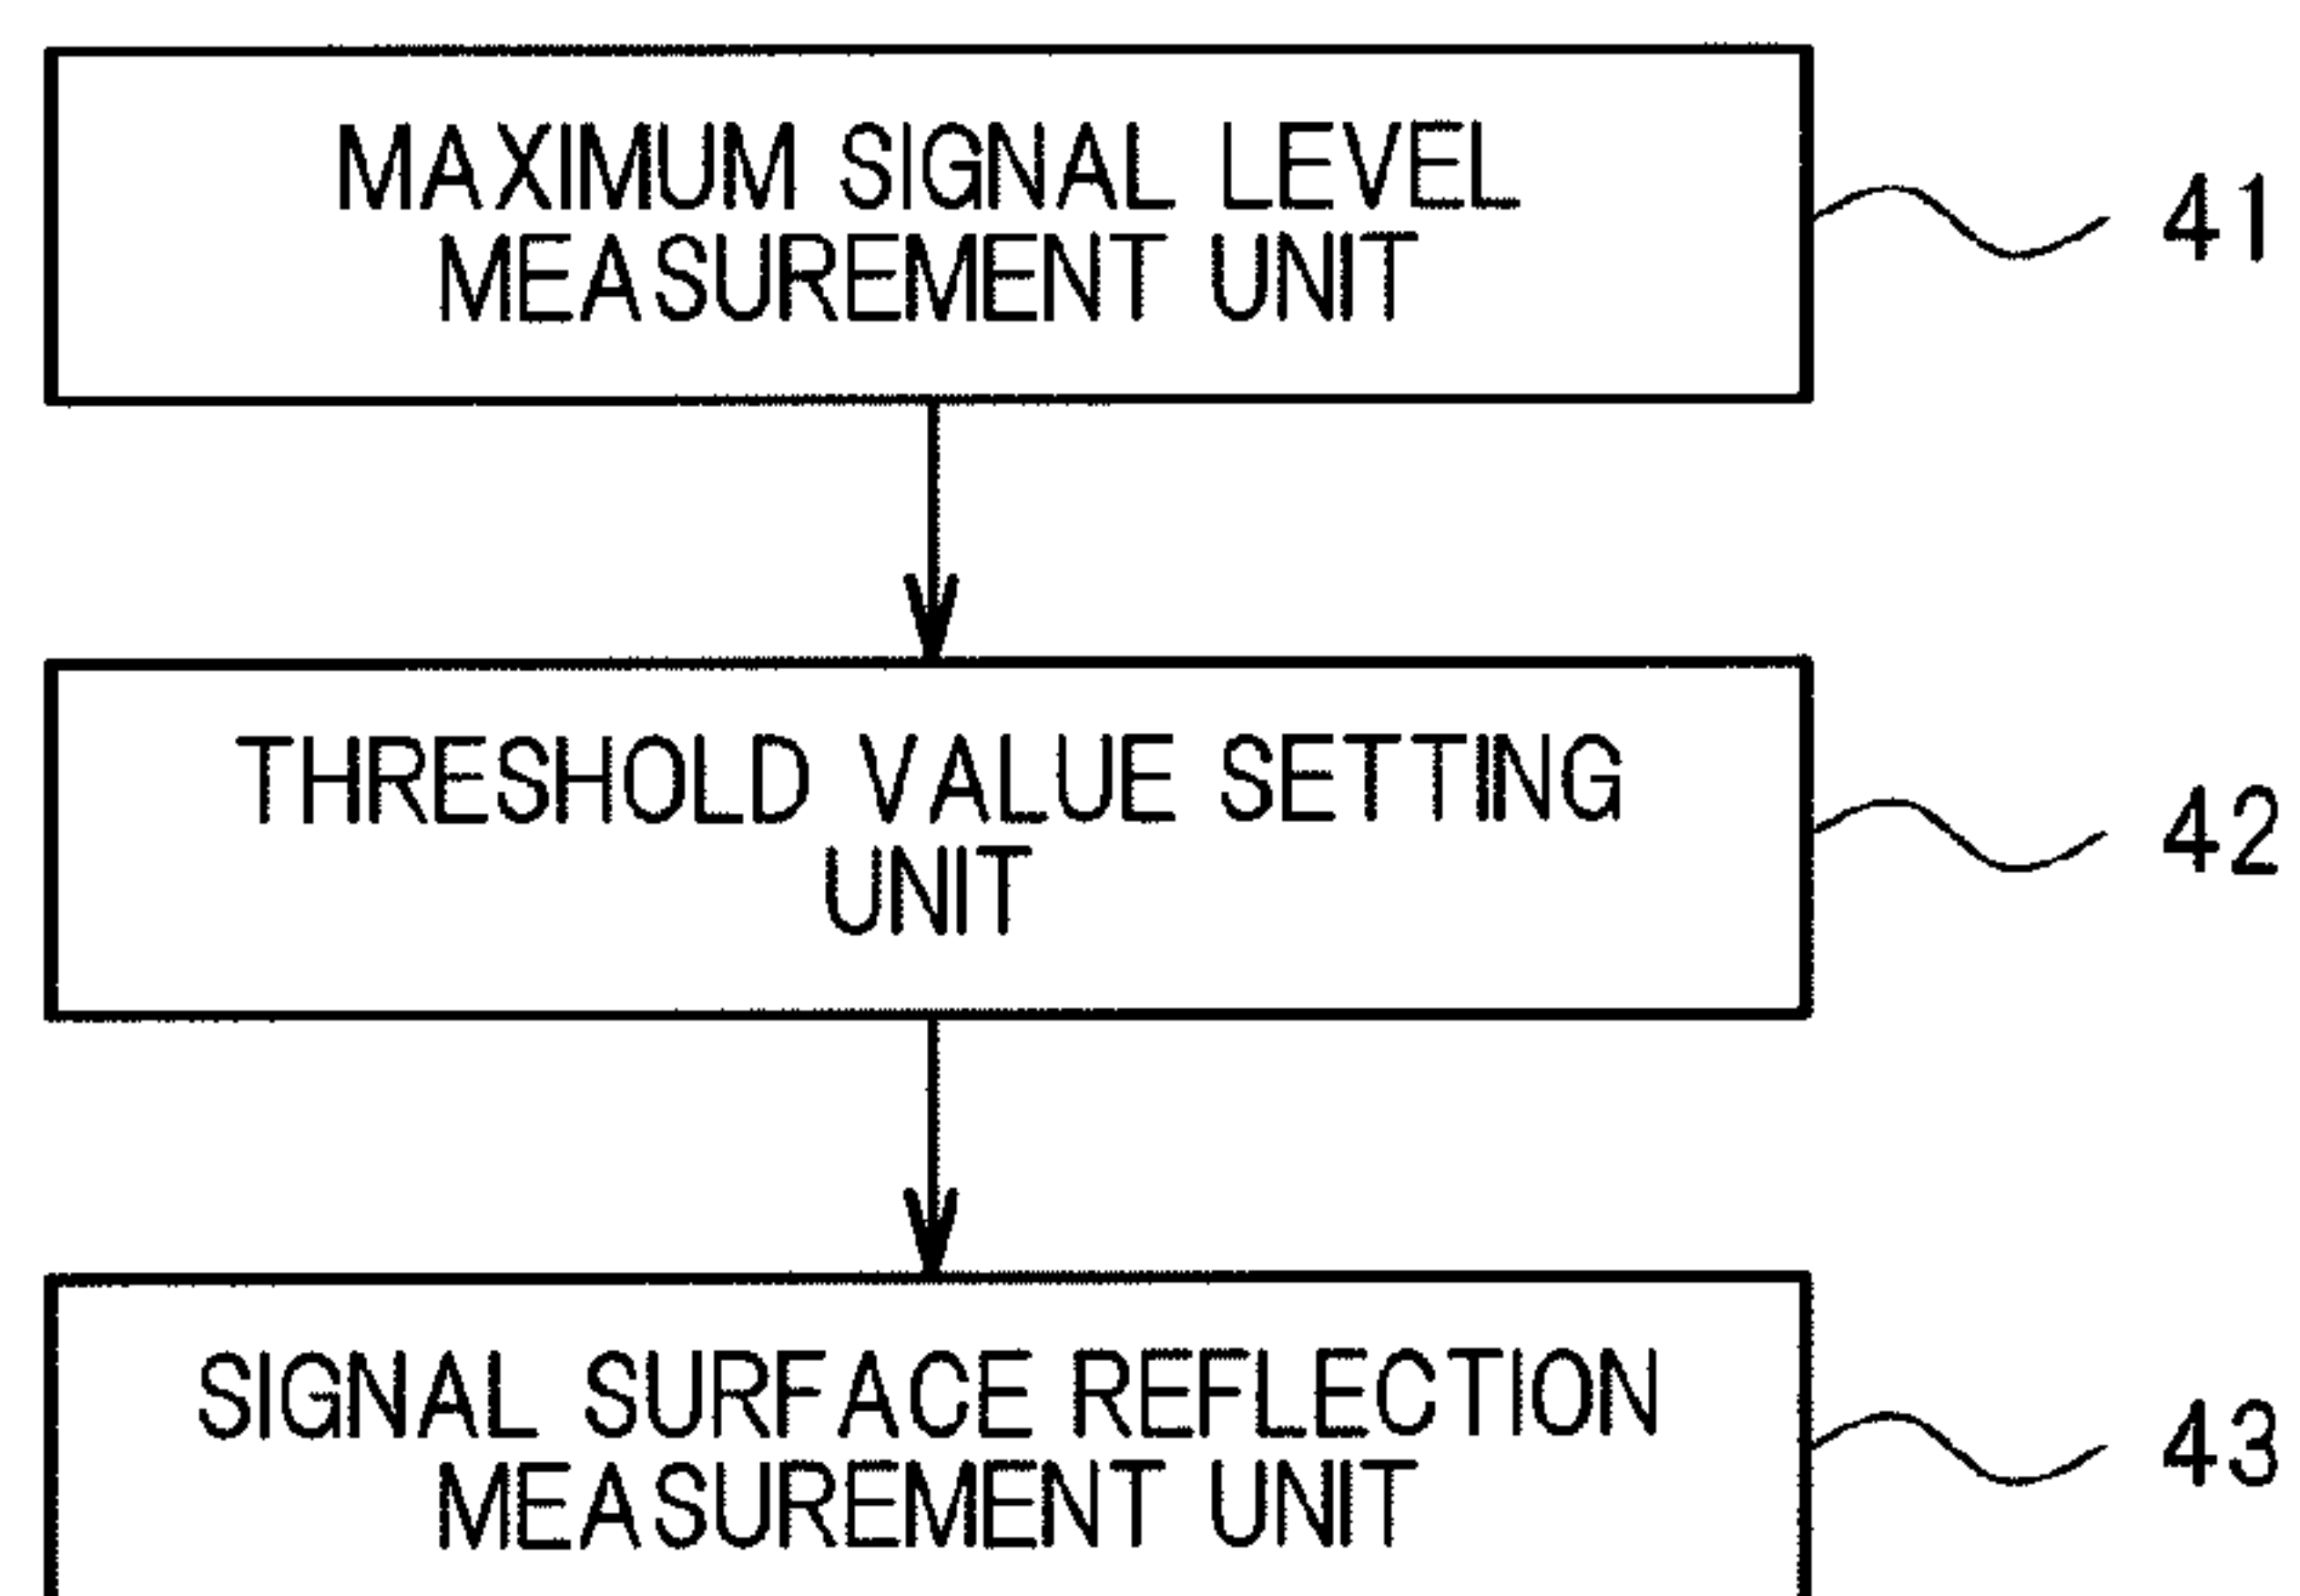 MAXIMUM SIGNAL LEVEL
MEASUREMENT UNIT
41
THRESHOLD VALUE SETTING
UNIT
42
SIGNAL SURFACE REFLECTION
MEASUREMENT UNIT
43